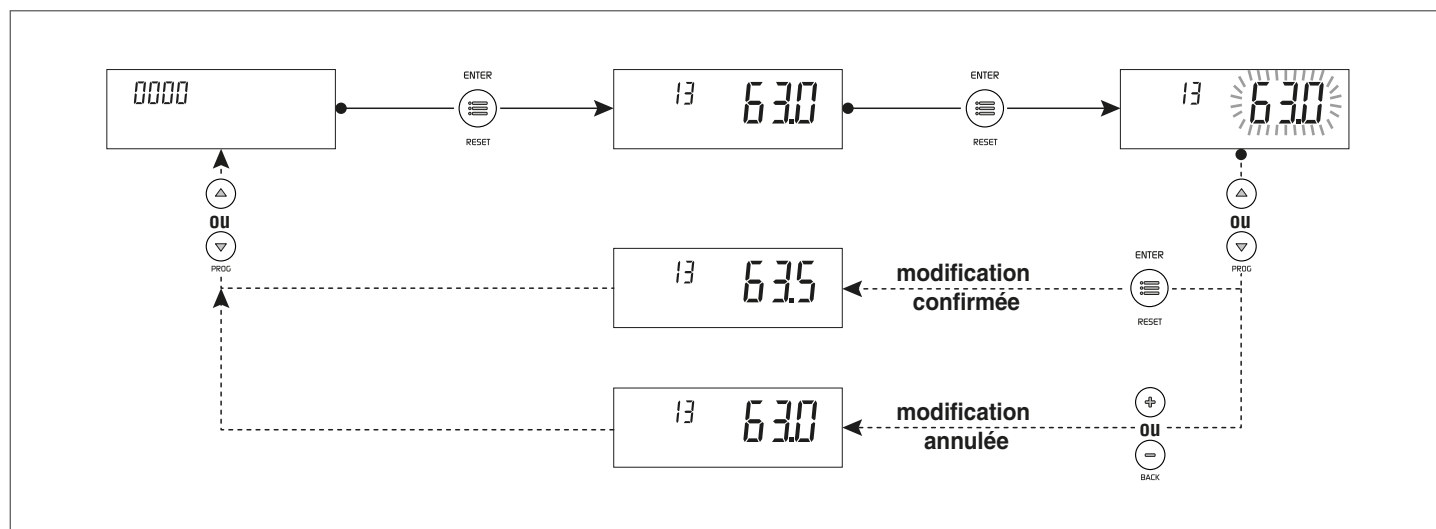 0000
ENTER
RESET
13 63.0
ENTER
RESET
13 63.0
ou
PROG
ou
PROG
13 63.5
modification
confirmée
ENTER
RESET
13 63.0
modification
annulée
ou
BACK